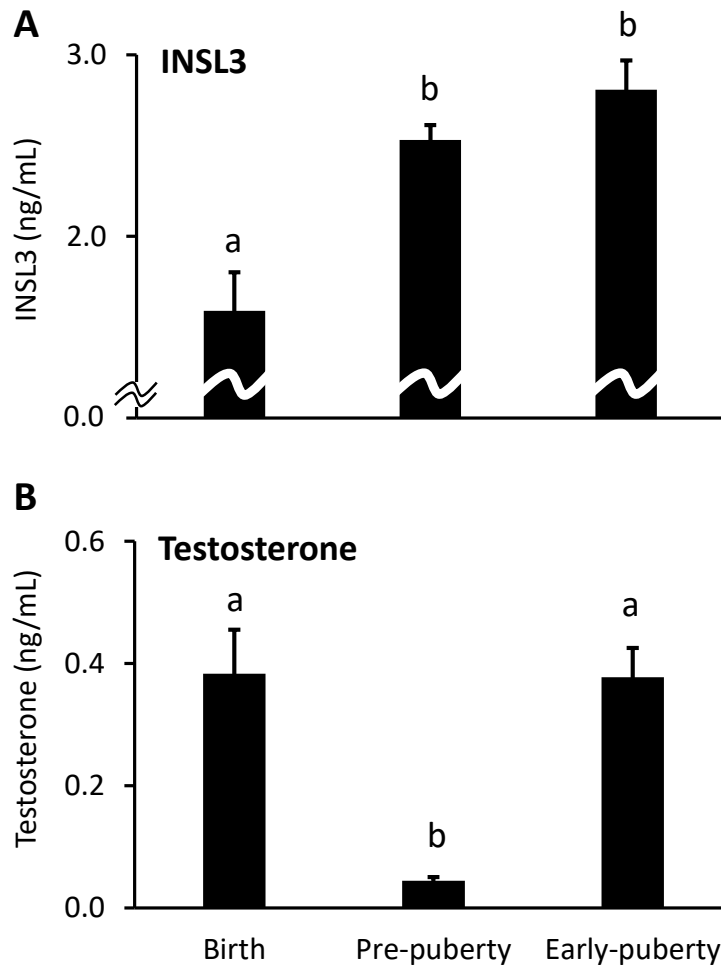 A
INSL3
3.0
2.0
0.0
INSL3 (ng/mL)
a
b
b
B
Testosterone
0.6
0.4
0.2
0.0
Testosterone (ng/mL)
a
b
a
Birth
Pre-puberty
Early-puberty